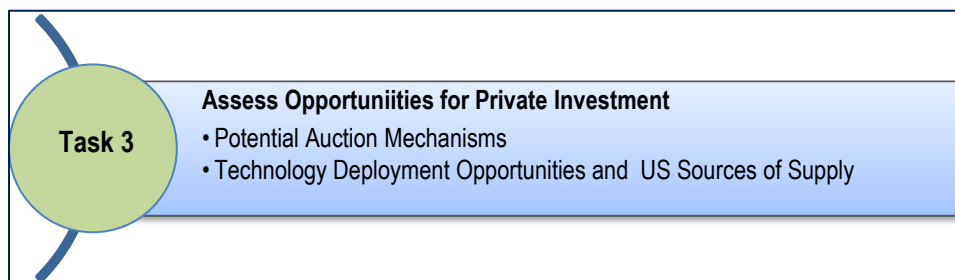 Task 3
Assess Opportuniities for Private Investment
• Potential Auction Mechanisms
• Technology Deployment Opportunities and  US Sources of Supply